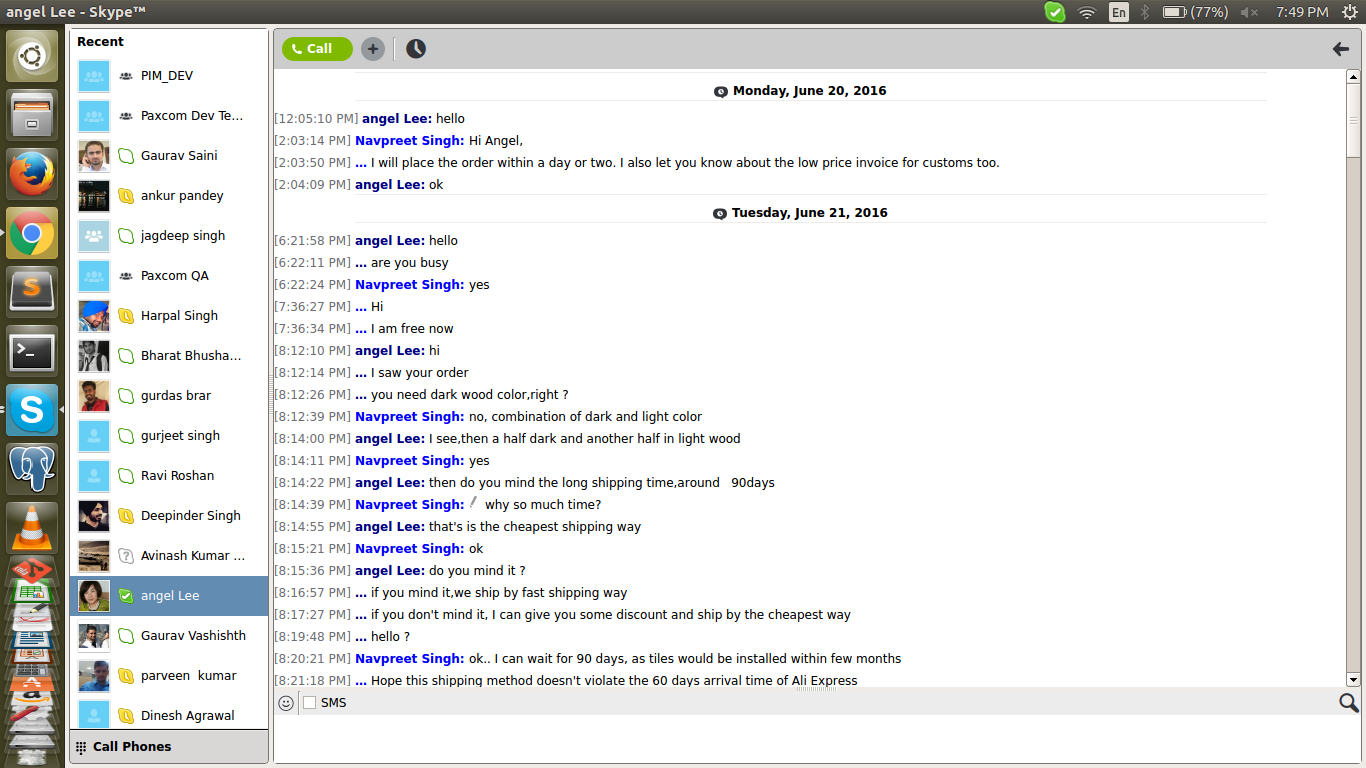 angel Lee - Skype™
En
(77%)
7:49 PM
Recent
PIM_DEV
Paxcom Dev Te...
Gaurav Saini
ankur pandey
jagdeep singh
Paxcom QA
Harpal Singh
Bharat Bhusha...
gurdas brar
gurjeet singh
Ravi Roshan
Deepinder Singh
Avinash Kumar ...
angel Lee
Gaurav Vashishth
parveen kumar
Dinesh Agrawal
Call Phones
Call
Monday, June 20, 2016
[12:05:10 PM] angel Lee: hello
[2:03:14 PM] Navpreet Singh: Hi Angel,
[2:03:50 PM] ... I will place the order within a day or two. I also let you know about the low price invoice for customs too.
[2:04:09 PM] angel Lee: ok
Tuesday, June 21, 2016
[6:21:58 PM] angel Lee: hello
[6:22:11 PM] ... are you busy
[6:22:24 PM] Navpreet Singh: yes
[7:36:27 PM] ... Hi
[7:36:34 PM] ... I am free now
[8:12:10 PM] angel Lee: hi
[8:12:14 PM] ... I saw your order
[8:12:26 PM] ... you need dark wood color,right ?
[8:12:39 PM] Navpreet Singh: no, combination of dark and light color
[8:14:00 PM] angel Lee: I see,then a half dark and another half in light wood
[8:14:11 PM] Navpreet Singh: yes
[8:14:22 PM] angel Lee: then do you mind the long shipping time,around 90days
[8:14:39 PM] Navpreet Singh: why so much time?
[8:14:55 PM] angel Lee: that's is the cheapest shipping way
[8:15:21 PM] Navpreet Singh: ok
[8:15:36 PM] angel Lee: do you mind it ?
[8:16:57 PM] ... if you mind it,we ship by fast shipping way
[8:17:27 PM] ... if you don't mind it, I can give you some discount and ship by the cheapest way
[8:19:48 PM] ... hello ?
[8:20:21 PM] Navpreet Singh: ok.. I can wait for 90 days, as tiles would be installed within few months
[8:21:18 PM] ... Hope this shipping method doesn't violate the 60 days arrival time of Ali Express
SMS